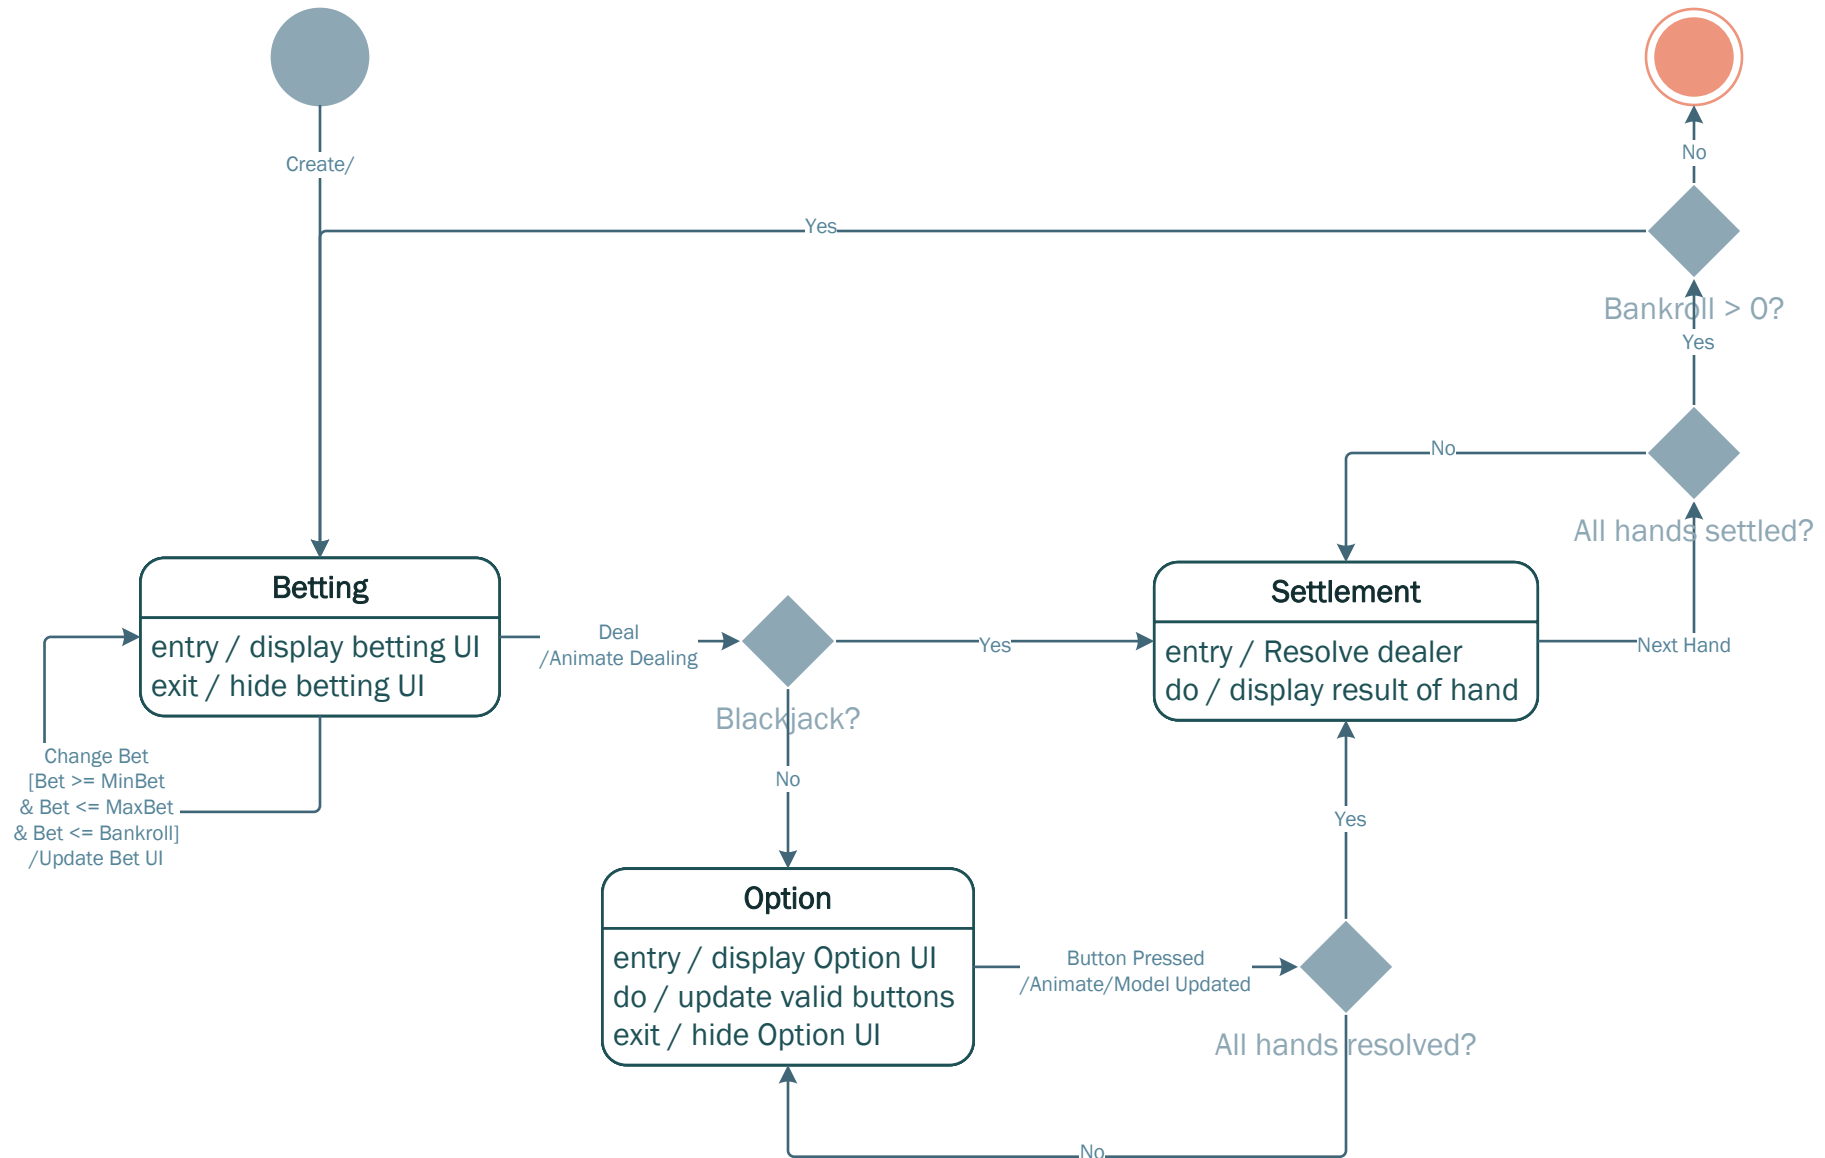 Create/
No
Yes
Bankroll > 0?
Yes
No
All hands settled?
Betting
entry / display betting UI
exit / hide betting UI
Deal
/Animate Dealing
Yes
Settlement
entry / Resolve dealer
do / display result of hand
Next Hand
Blackjack?
Change Bet
[Bet >= MinBet
& Bet <= MaxBet
& Bet <= Bankroll]
/Update Bet UI
No
Yes
Option
entry / display Option UI
do / update valid buttons
exit / hide Option UI
Button Pressed
/Animate/Model Updated
All hands resolved?
No